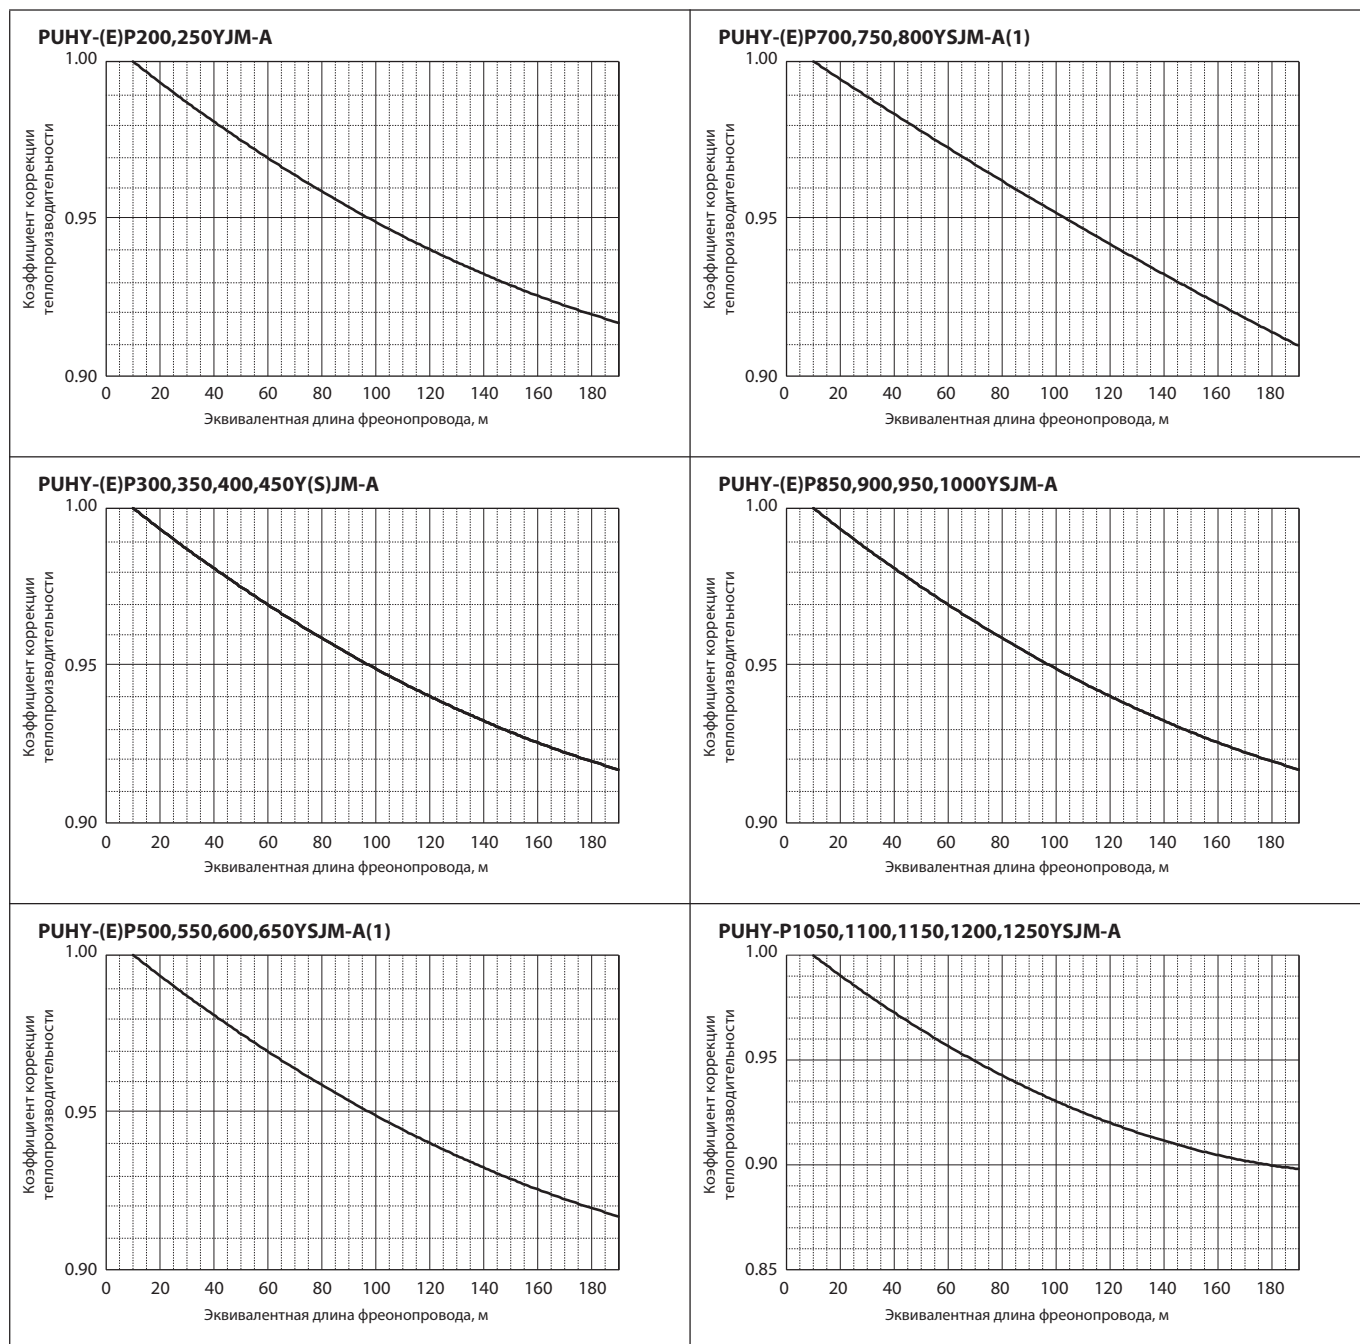 PUHY-(E)P200,250YJM-A
Коэффициент коррекции
теплопроизводительности
1.00
0.95
0.90
0 20 40 60 80 100 120 140 160 180
Эквивалентная длина фреонопровода, м
PUHY-(E)P700,750,800YSJM-A(1)
Коэффициент коррекции
теплопроизводительности
1.00
0.95
0.90
0 20 40 60 80 100 120 140 160 180
Эквивалентная длина фреонопровода, м
PUHY-(E)P300,350,400,450Y(S)JM-A
Коэффициент коррекции
теплопроизводительности
1.00
0.95
0.90
0 20 40 60 80 100 120 140 160 180
Эквивалентная длина фреонопровода, м
PUHY-(E)P850,900,950,1000YSJM-A
Коэффициент коррекции
теплопроизводительности
1.00
0.95
0.90
0 20 40 60 80 100 120 140 160 180
Эквивалентная длина фреонопровода, м
PUHY-(E)P500,550,600,650YSJM-A(1)
Коэффициент коррекции
теплопроизводительности
1.00
0.95
0.90
0 20 40 60 80 100 120 140 160 180
Эквивалентная длина фреонопровода, м
PUHY-P1050,1100,1150,1200,1250YSJM-A
Коэффициент коррекции
теплопроизводительности
1.00
0.95
0.90
0.85
0 20 40 60 80 100 120 140 160 180
Эквивалентная длина фреонопровода, м